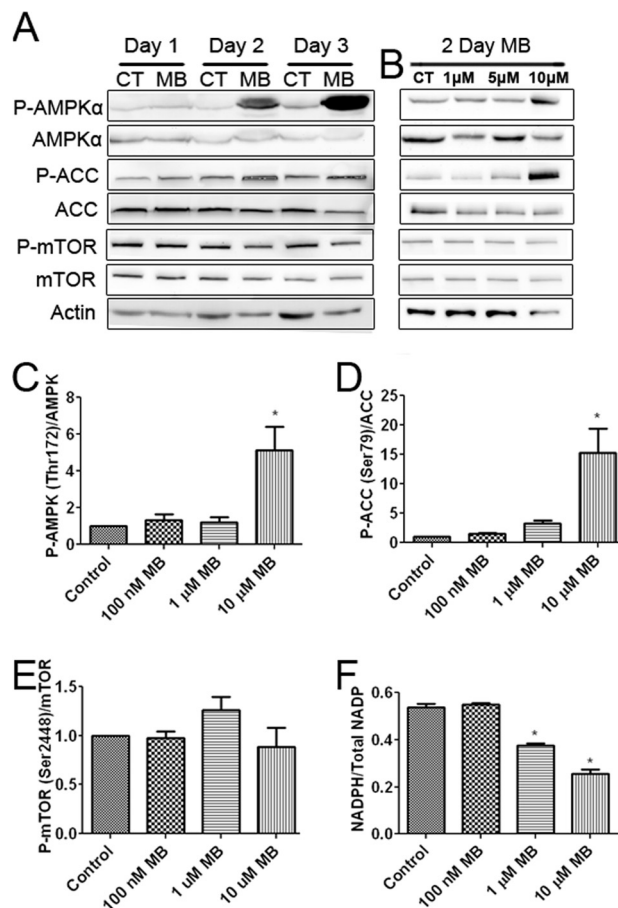 A
Day 1 Day 2 Day 3
CT MB CT MB CT MB
P-AMPKα
AMPKα
P-ACC
ACC
P-mTOR
mTOR
Actin
2 Day MB
B CT 1µM 5µM 10µM
C
P-AMPK (Thr172)/AMPK
8
6
4
2
0
Control
100 nM MB
1 µM MB
10 µM MB
*
D
P-ACC (Ser79)/ACC
25
20
15
10
5
0
Control
100 nM MB
1 µM MB
10 µM MB
*
E
P-mTOR (Ser2448)/mTOR
1.5
1.0
0.5
0.0
Control
100 nM MB
1 uM MB
10 uM MB
F
NADPH/Total NADP
0.6
0.4
0.2
0.0
Control
100 nM MB
1 µM MB
10 µM MB
*
*